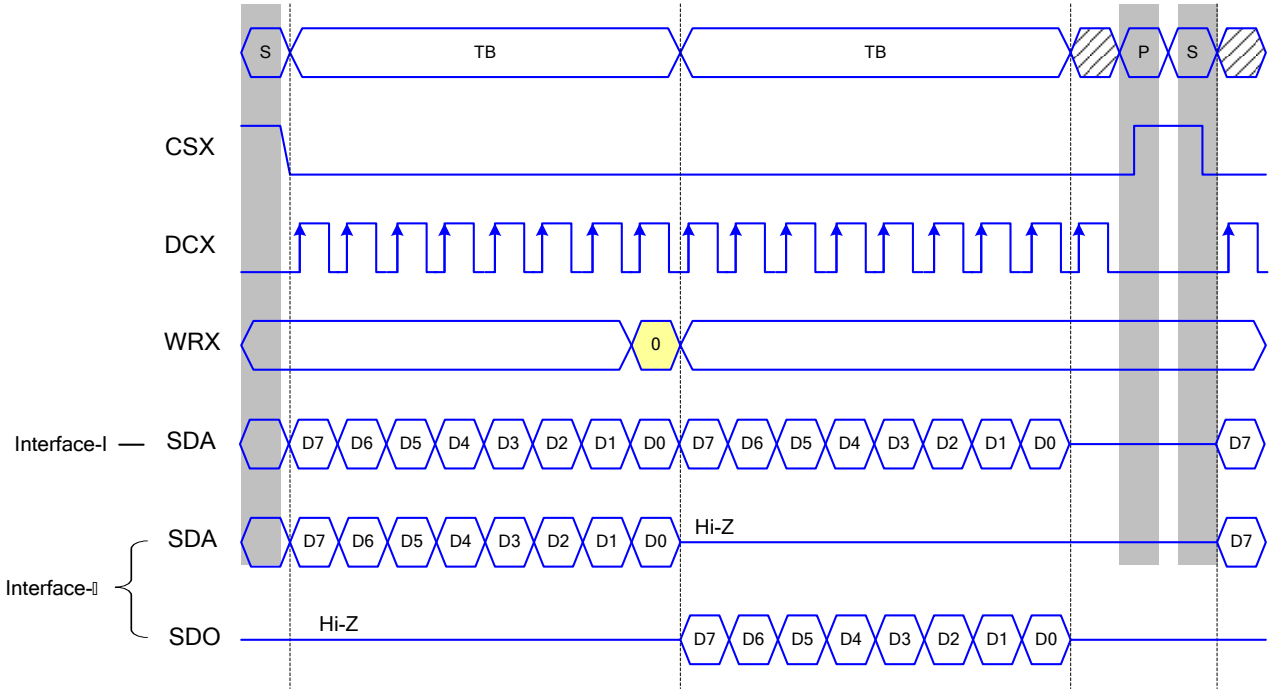 S TB TB P S
CSX
DCX
WRX 0
Interface-I SDA D7 D6 D5 D4 D3 D2 D1 D0 D7 D6 D5 D4 D3 D2 D1 D0 D7
SDA D7 D6 D5 D4 D3 D2 D1 D0 Hi-Z D7
Interface-▯
SDO Hi-Z D7 D6 D5 D4 D3 D2 D1 D0